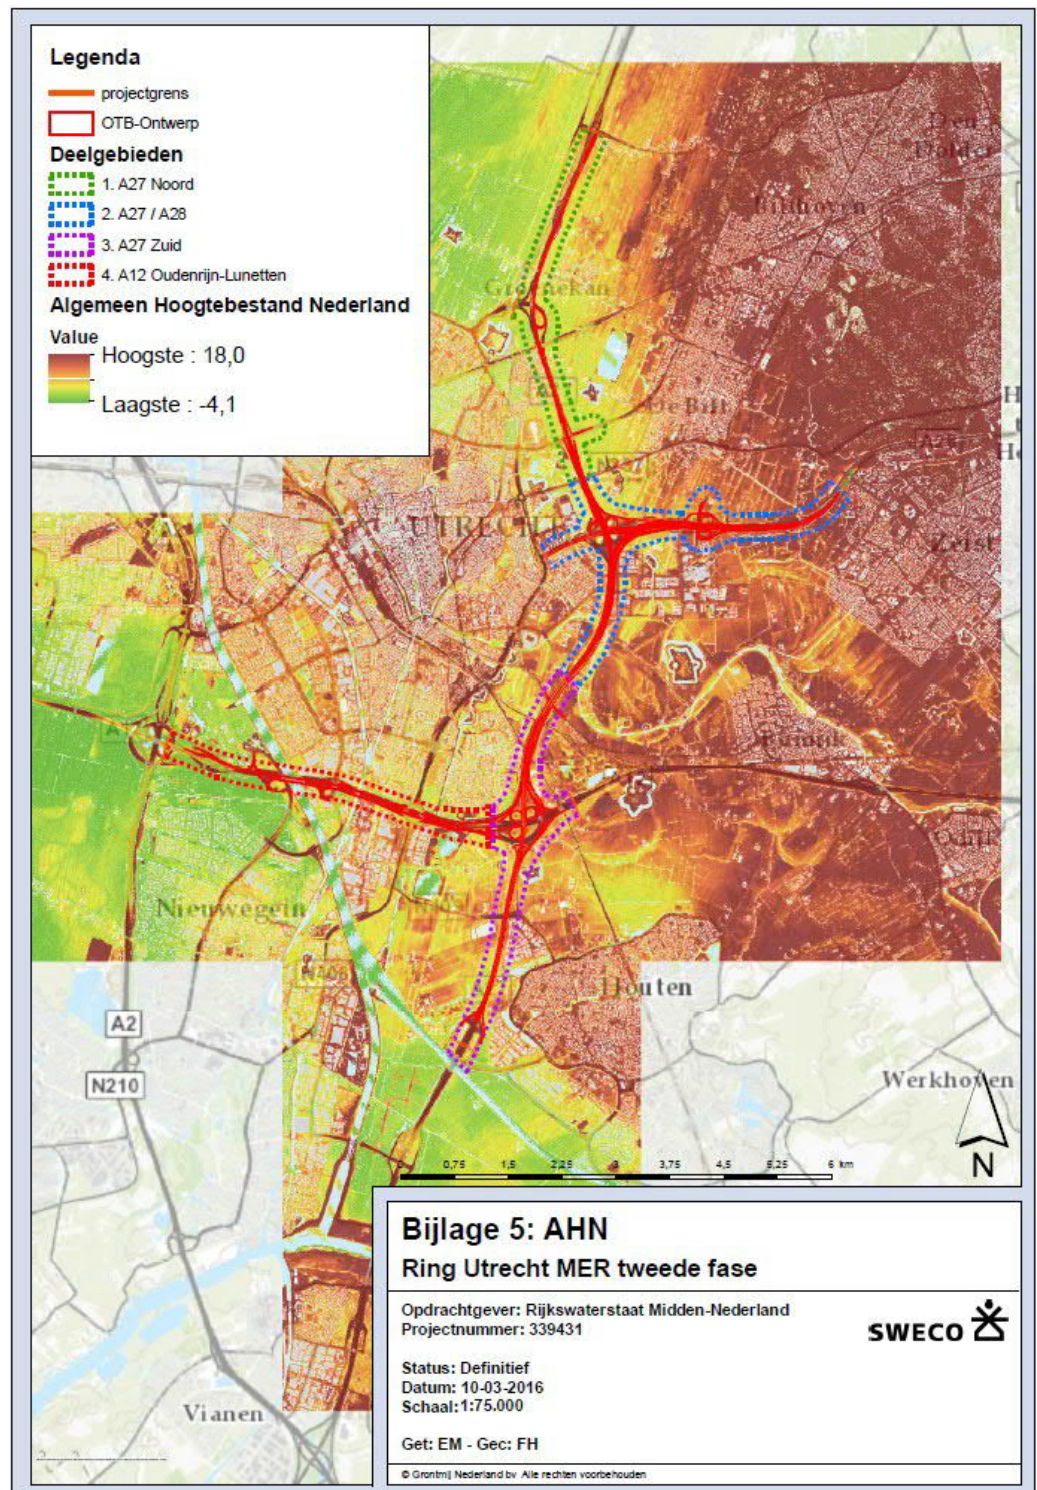 Legenda
projectgrens
OTB-Ontwerp
Deelgebieden
1. A27 Noord
2. A27 / A28
3. A27 Zuid
4. A12 Oudenrijn-Lunetten
Algemeen Hoogtebestand Nederland
Value
Hoogste : 18,0
Laagste : -4,1
Den
Dolder
Bilthoven
Groenekan
De Bilt
A28
UTRECHT
Zeist
Bunnik
Odijk
Nieuwegein
Houten
A2
N210
Werkhoven
N
0,75
1,5
2,25
3
3,75
4,5
5,25
6 km
Vianen
Bijlage 5: AHN
Ring Utrecht MER tweede fase
Opdrachtgever: Rijkswaterstaat Midden-Nederland
Projectnummer: 339431
SWECO
Status: Definitief
Datum: 10-03-2016
Schaal: 1:75.000
Get: EM - Gec: FH
© Grontmij Nederland bv Alle rechten voorbehouden